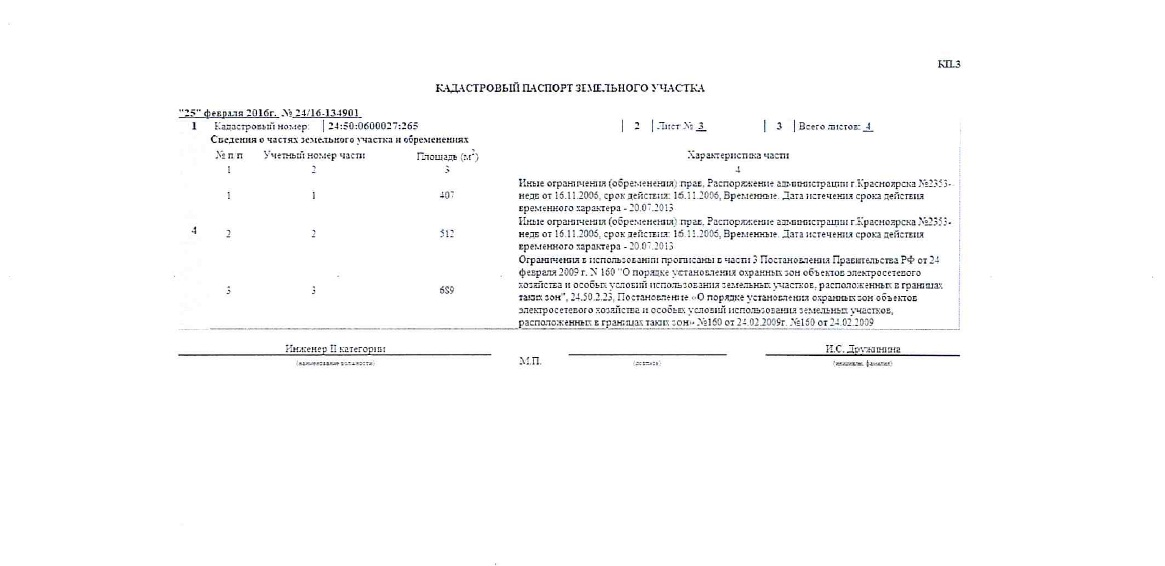 КП.3
КАДАСТРОВЫЙ ПАСПОРТ ЗЕМЕЛЬНОГО УЧАСТКА
"25" февраля 2016г. № 24/16-134901
1 Кадастровый номер: 24:50:0600027:265 2 Лист № 3 3 Всего листов: 4
Сведения о частях земельного участка и обременениях
№ п п Учетный номер части Площадь (м²) Характеристика части
1 2 3 4
Иные ограничения (обременения) прав, Распоряжение администрации г.Красноярска №2353-
1 1 407 недв от 16.11.2006, срок действия: 16.11.2006, Временные. Дата истечения срока действия
временного характера - 20.07.2013
Иные ограничения (обременения) прав, Распоряжение администрации г.Красноярска №2353-
4 2 2 512 недв от 16.11.2006, срок действия: 16.11.2006, Временные. Дата истечения срока действия
временного характера - 20.07.2013
Ограничения в использовании прописаны в части 3 Постановления Правительства РФ от 24
февраля 2009 г. N 160 "О порядке установления охранных зон объектов электросетевого
хозяйства и особых условий использования земельных участков, расположенных в границах
3 3 689 таких зон", 24.50.2.23, Постановление «О порядке установления охранных зон объектов
электросетевого хозяйства и особых условий использования земельных участков,
расположенных в границах таких зон» №160 от 24.02.2009г. №160 от 24.02.2009
Инженер II категории И.С. Дружинина
(наименование должности) М.П. (подпись) (инициалы, фамилия)